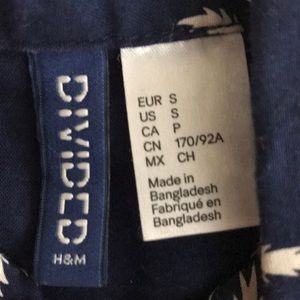 DIVIDED
H&M
EUR S
US S
CA P
CN 170/92A
MX CH
Made in
Bangladesh
Fabriqué en
Bangladesh